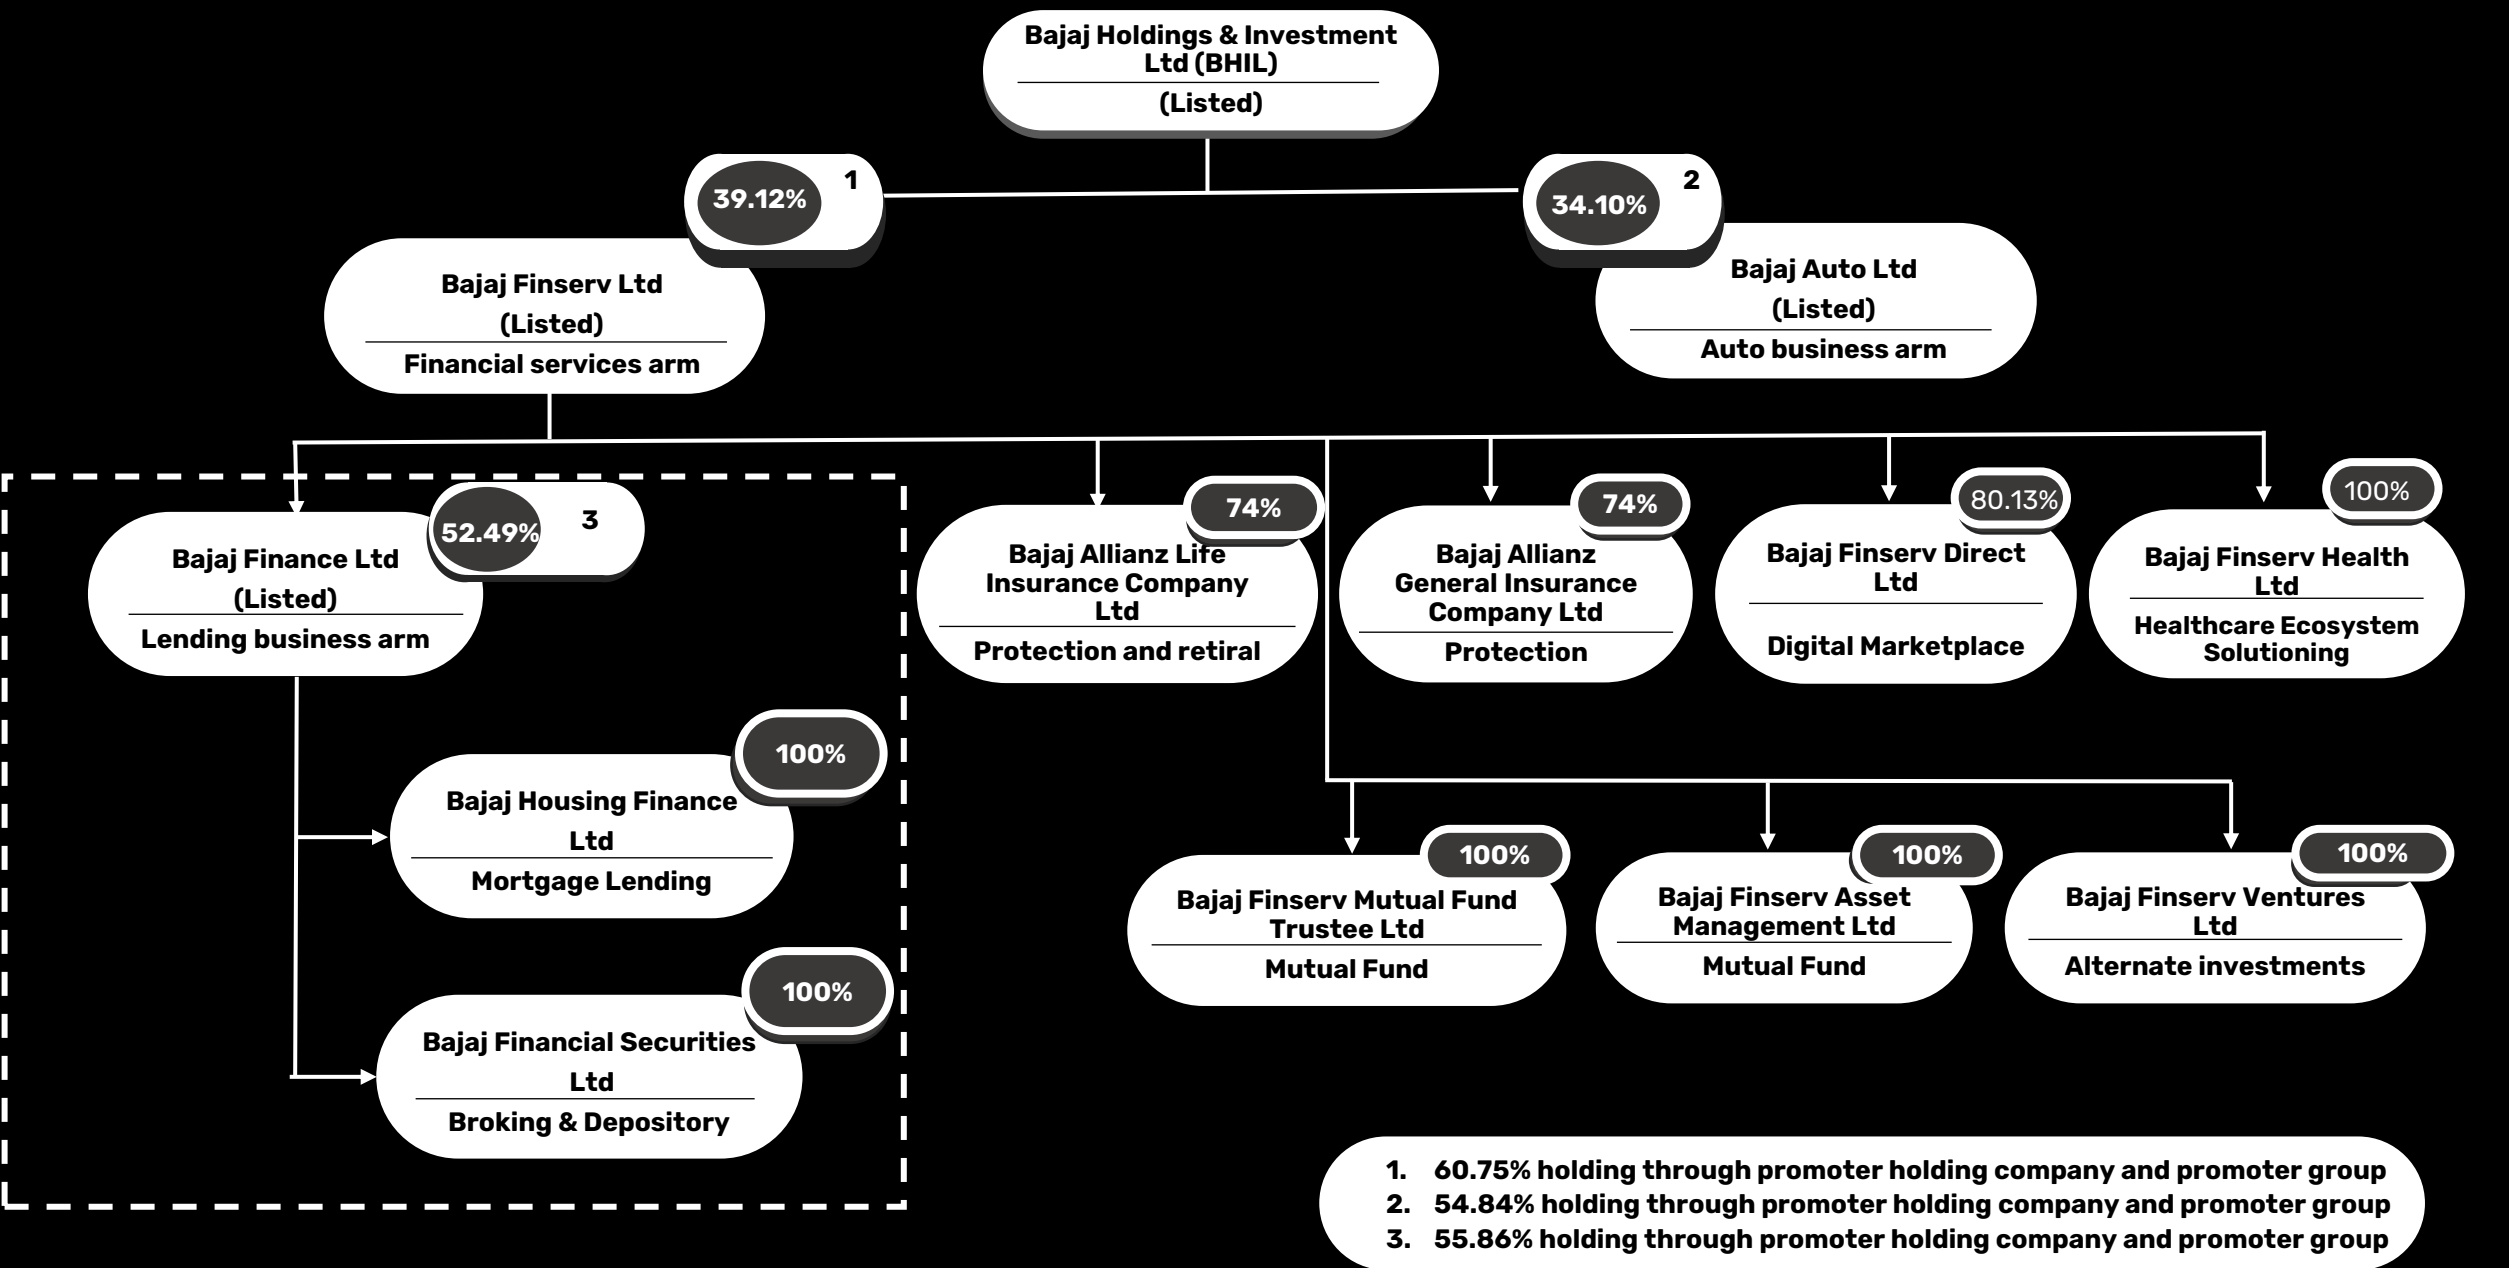 Bajaj Holdings & Investment
Ltd (BHIL)
(Listed)
39.12%
1
34.10%
2
Bajaj Finserv Ltd
(Listed)
Financial services arm
Bajaj Auto Ltd
(Listed)
Auto business arm
52.49%
3
Bajaj Finance Ltd
(Listed)
Lending business arm
74%
Bajaj Allianz Life
Insurance Company
Ltd
Protection and retiral
74%
Bajaj Allianz
General Insurance
Company Ltd
Protection
80.13%
Bajaj Finserv Direct
Ltd
Digital Marketplace
100%
Bajaj Finserv Health
Ltd
Healthcare Ecosystem
Solutioning
100%
Bajaj Housing Finance
Ltd
Mortgage Lending
100%
Bajaj Financial Securities
Ltd
Broking & Depository
100%
Bajaj Finserv Mutual Fund
Trustee Ltd
Mutual Fund
100%
Bajaj Finserv Asset
Management Ltd
Mutual Fund
100%
Bajaj Finserv Ventures
Ltd
Alternate investments
1. 60.75% holding through promoter holding company and promoter group
2. 54.84% holding through promoter holding company and promoter group
3. 55.86% holding through promoter holding company and promoter group